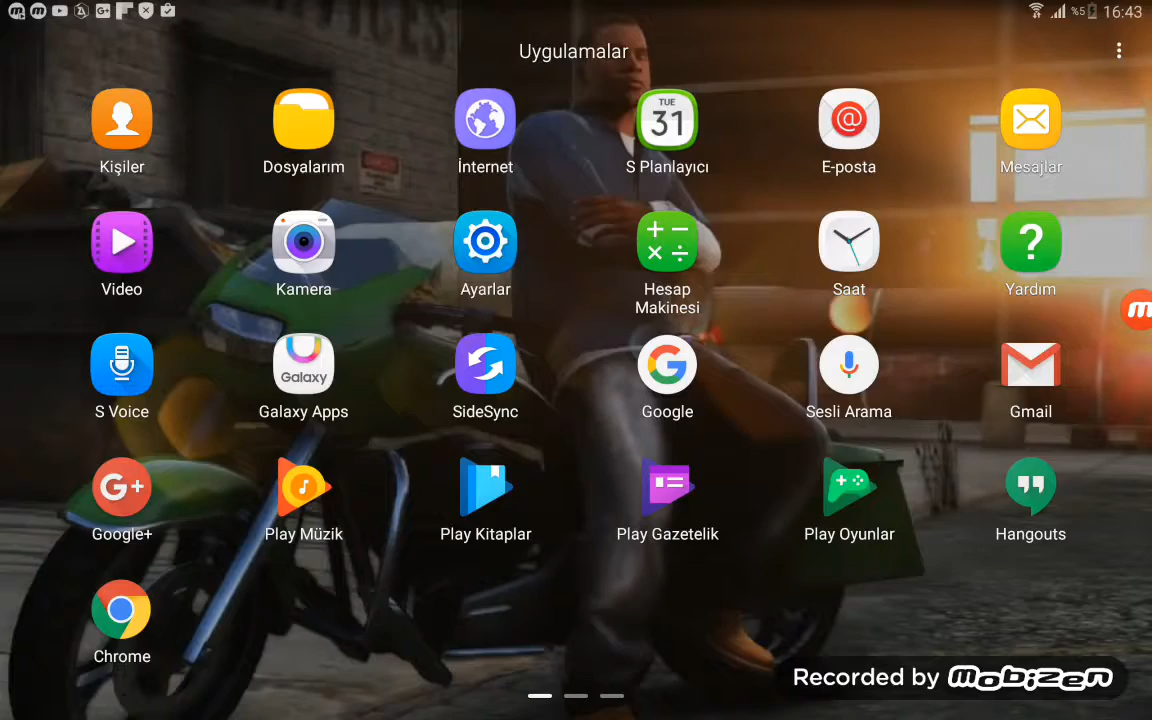 %5 16:43
Uygulamalar
TUE
31
@
Kişiler
Dosyalarım
İnternet
S Planlayıcı
E-posta
Mesajlar
?
Video
Kamera
Ayarlar
Hesap
Makinesi
Saat
Yardım
Galaxy
G
S Voice
Galaxy Apps
SideSync
Google
Sesli Arama
Gmail
G+
Google+
Play Müzik
Play Kitaplar
Play Gazetelik
Play Oyunlar
Hangouts
Chrome
Recorded by mobizen